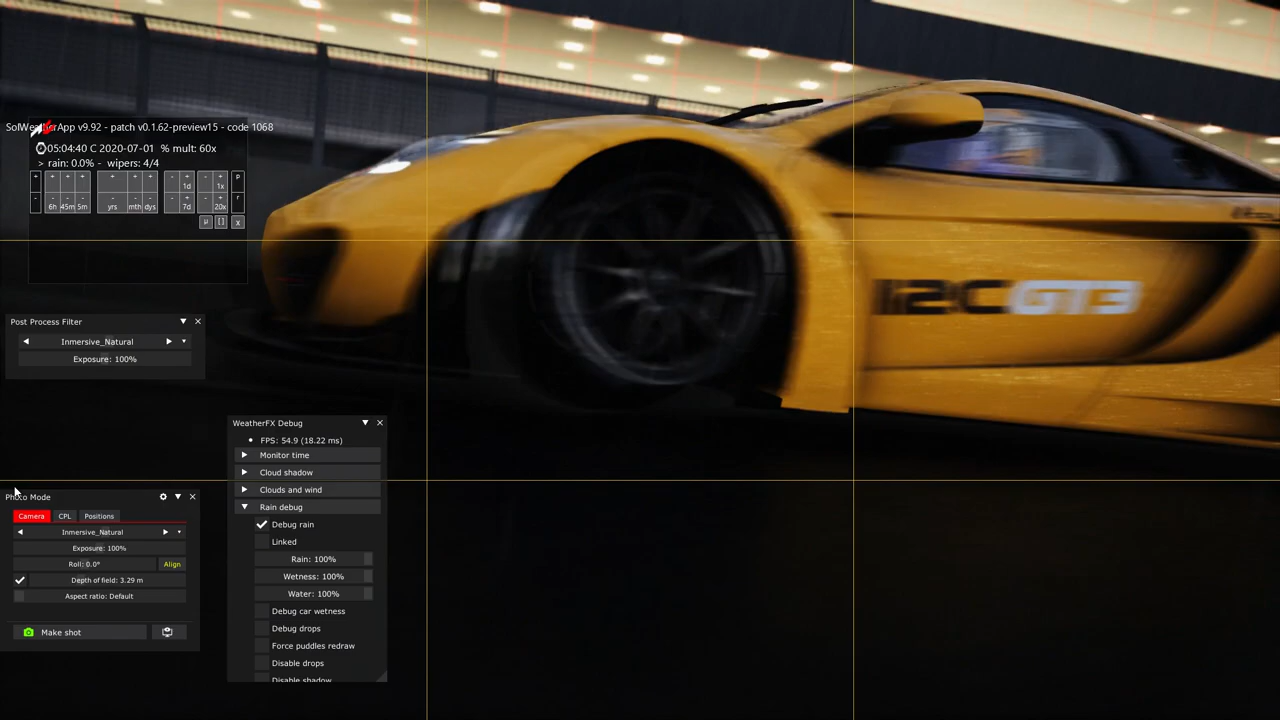 SolWeatherApp v9.92 - patch v0.1.62-preview15 - code 1068
05:04:40 C 2020-07-01 % mult: 60x
> rain: 0.0% - wipers: 4/4
+ + + + + + + - + - + p
1d 1x
- - - - - - - - + - + r
6h 45m 5m yrs mth dys 7d 20x
µ [] x
Post Process Filter
Inmersive_Natural
Exposure: 100%
12C GT3
WeatherFX Debug
FPS: 54.9 (18.22 ms)
Monitor time
Cloud shadow
Clouds and wind
Rain debug
Debug rain
Linked
Rain: 100%
Wetness: 100%
Water: 100%
Debug car wetness
Debug drops
Force puddles redraw
Disable drops
Disable shadow
Photo Mode
Camera CPL Positions
Inmersive_Natural
Exposure: 100%
Roll: 0.0° Align
Depth of field: 3.29 m
Aspect ratio: Default
Make shot